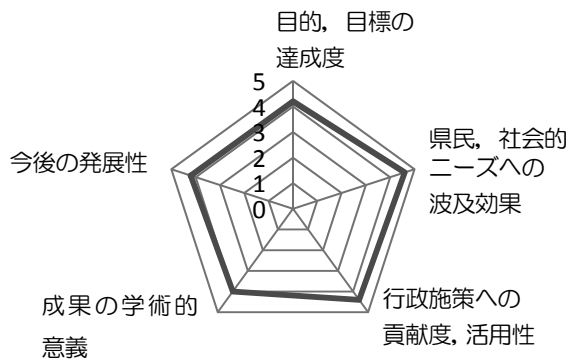 目的，目標の
達成度
5
4
3
2
1
0
県民，社会的
ニーズへの
波及効果
行政施策への
貢献度，活用性
成果の学術的
意義
今後の発展性